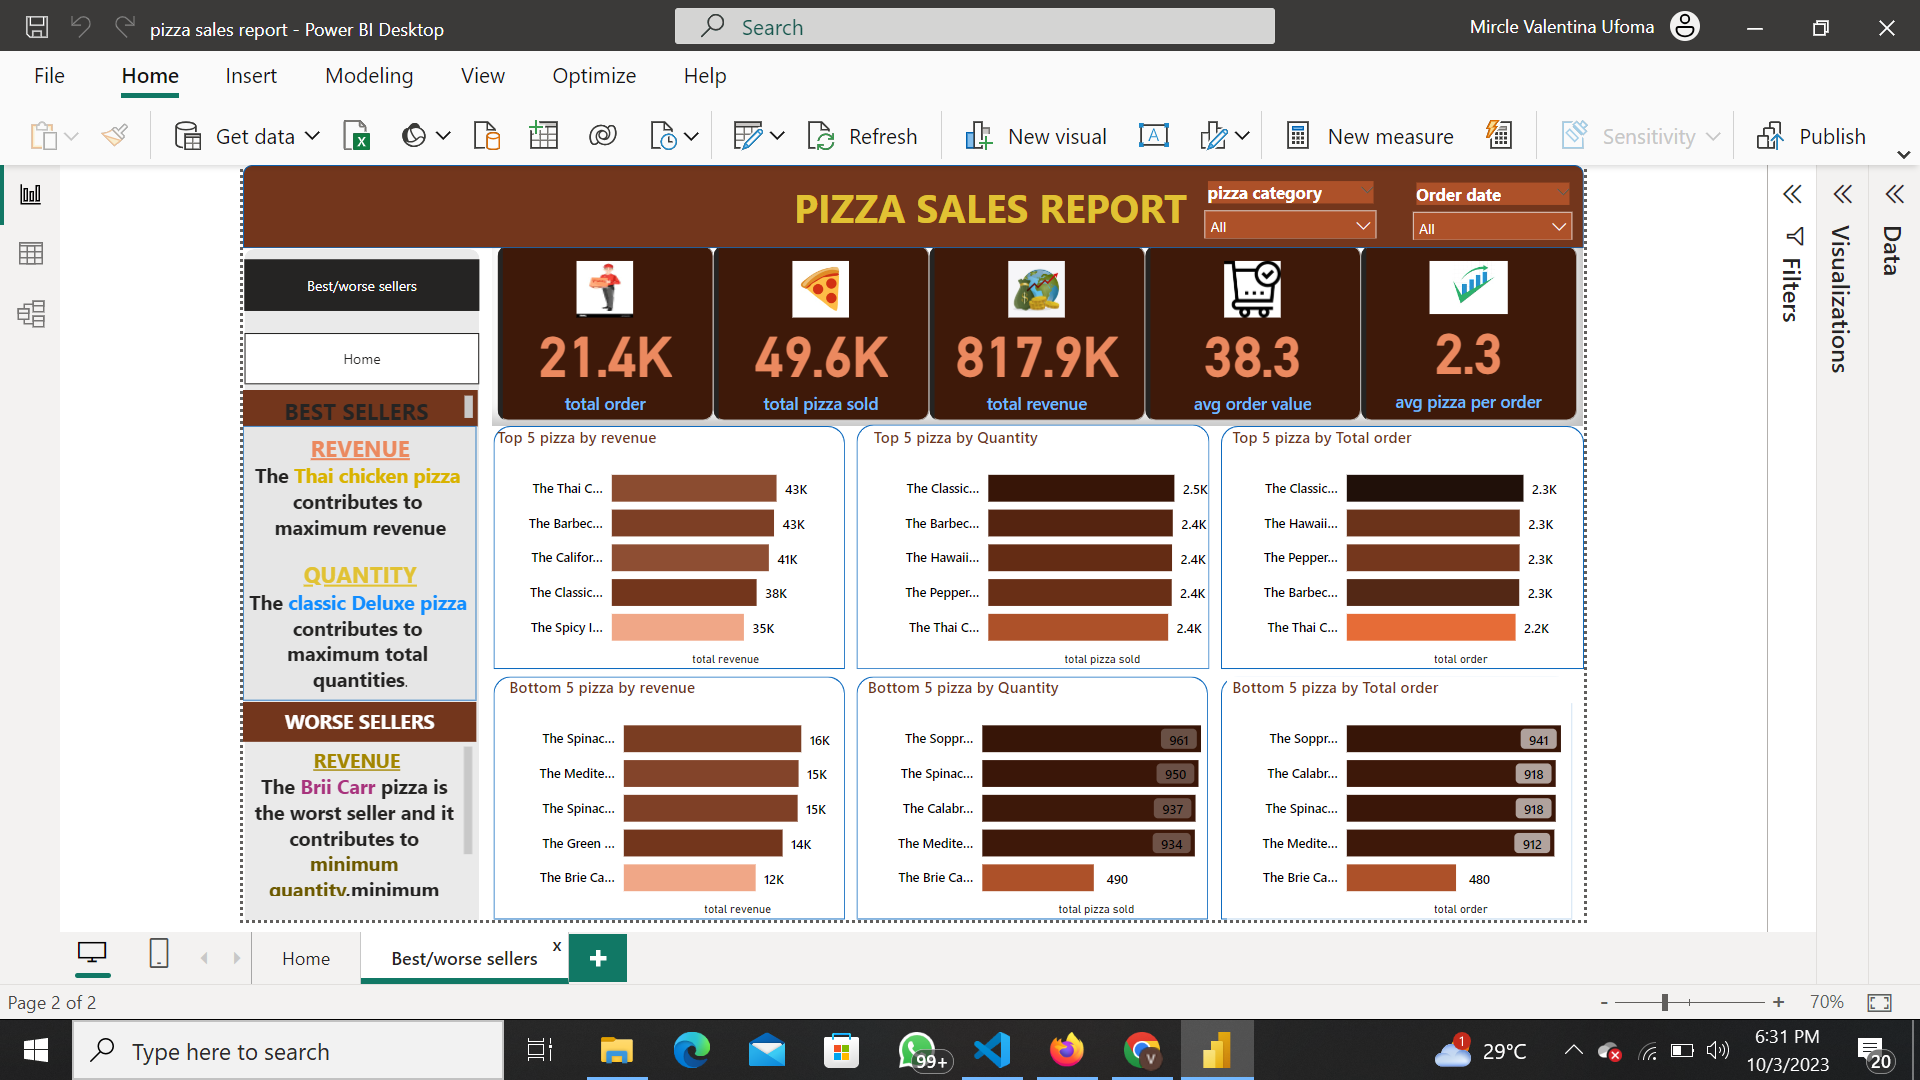 pizza sales report - Power BI Desktop
Search
Mircle Valentina Ufoma
File
Home
Insert
Modeling
View
Optimize
Help
Get data
Refresh
New visual
New measure
Sensitivity
Publish
PIZZA SALES REPORT
pizza category
All
Order date
All
Filters
Visualizations
Data
Best/worse sellers
Home
21.4K
total order
49.6K
total pizza sold
817.9K
total revenue
38.3
avg order value
2.3
avg pizza per order
BEST SELLERS
REVENUE
The Thai chicken pizza
contributes to
maximum revenue
QUANTITY
The classic Deluxe pizza
contributes to
maximum total
quantities.
WORSE SELLERS
REVENUE
The Brii Carr pizza is
the worst seller and it
contributes to
minimum
quantity,minimum
Top 5 pizza by revenue
The Thai C... 43K
The Barbec... 43K
The Califor... 41K
The Classic... 38K
The Spicy I... 35K
total revenue
Top 5 pizza by Quantity
The Classic... 2.5K
The Barbec... 2.4K
The Hawaii... 2.4K
The Pepper... 2.4K
The Thai C... 2.4K
total pizza sold
Top 5 pizza by Total order
The Classic... 2.3K
The Hawaii... 2.3K
The Pepper... 2.3K
The Barbec... 2.3K
The Thai C... 2.2K
total order
Bottom 5 pizza by revenue
The Spinac... 16K
The Medite... 15K
The Spinac... 15K
The Green ... 14K
The Brie Ca... 12K
total revenue
Bottom 5 pizza by Quantity
The Soppr... 961
The Spinac... 950
The Calabr... 937
The Medite... 934
The Brie Ca... 490
total pizza sold
Bottom 5 pizza by Total order
The Soppr... 941
The Calabr... 918
The Spinac... 918
The Medite... 912
The Brie Ca... 480
total order
Home
Best/worse sellers
x
+
Page 2 of 2
- + 70%
Type here to search
99+
V
1
29°C
6:31 PM
10/3/2023
20